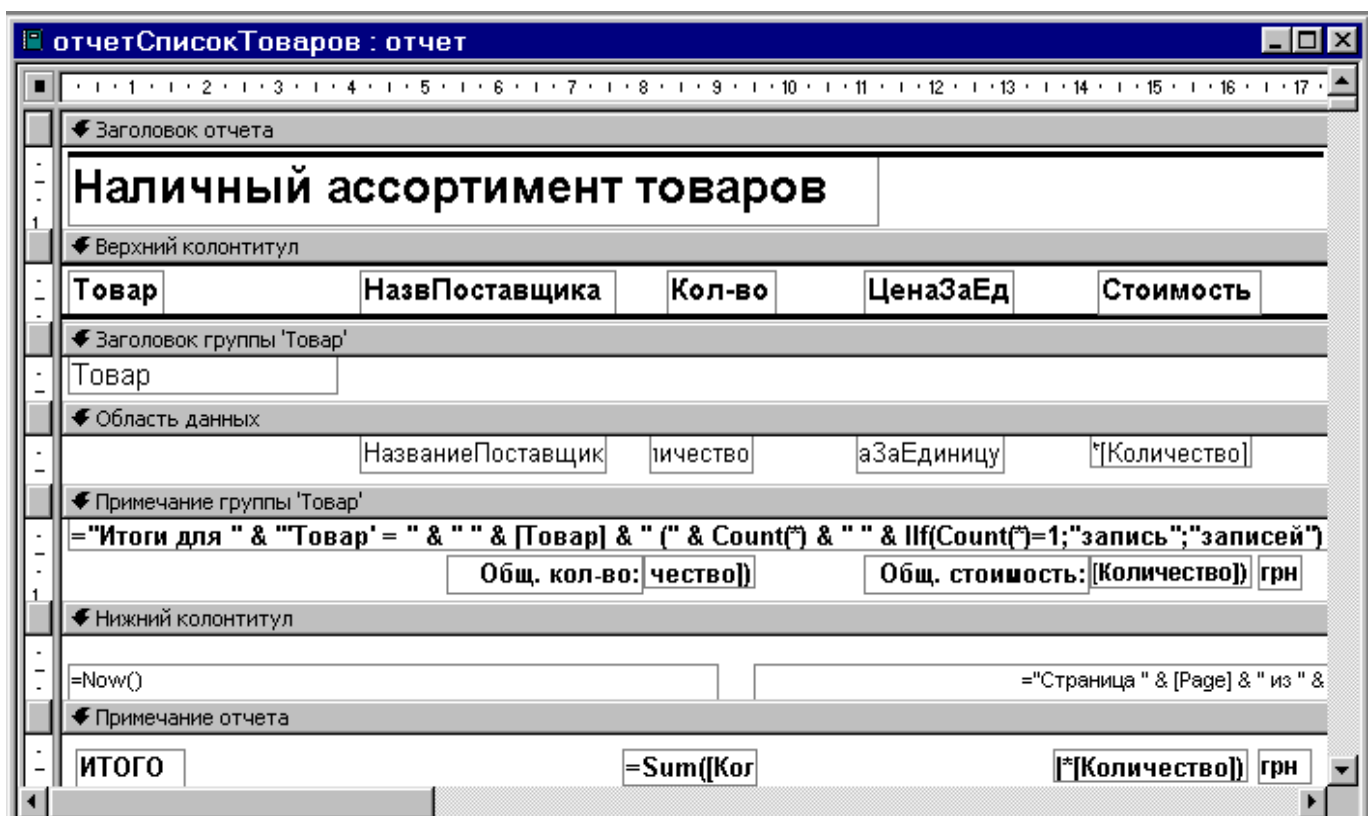 отчетСписокТоваров : отчет
1 2 3 4 5 6 7 8 9 10 11 12 13 14 15 16 17
Заголовок отчета
Наличный ассортимент товаров
1
Верхний колонтитул
Товар НазвПоставщика Кол-во ЦенаЗаЕд Стоимость
Заголовок группы 'Товар'
Товар
Область данных
НазваниеПоставщик ичество аЗаЕдиницу *[Количество]
Примечание группы 'Товар'
="Итоги для " & "'Товар' = " & " " & [Товар] & " (" & Count(*) & " " & IIf(Count(*)=1;"запись";"записей")
Общ. кол-во: чество]) Общ. стоимость: [Количество]) грн
1
Нижний колонтитул
=Now() ="Страница " & [Page] & " из " &
Примечание отчета
ИТОГО =Sum([Кол ]*[Количество]) грн